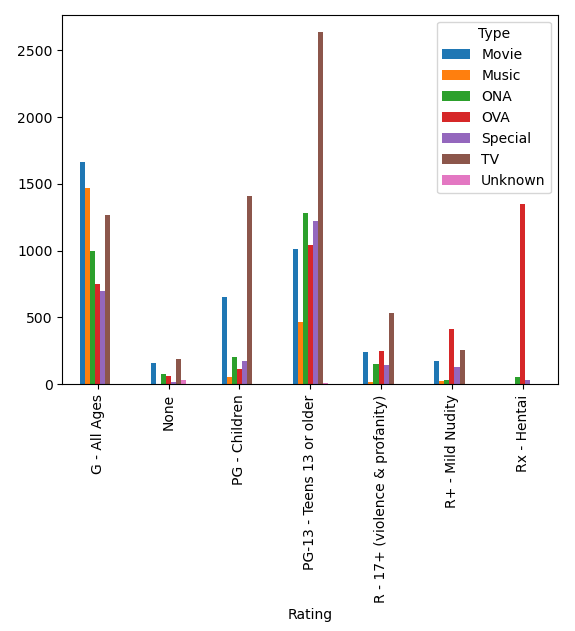 Type
Movie
Music
ONA
OVA
Special
TV
Unknown
2500
2000
1500
1000
500
0
G - All Ages
None
PG - Children
PG-13 - Teens 13 or older
R - 17+ (violence & profanity)
R+ - Mild Nudity
Rx - Hentai
Rating